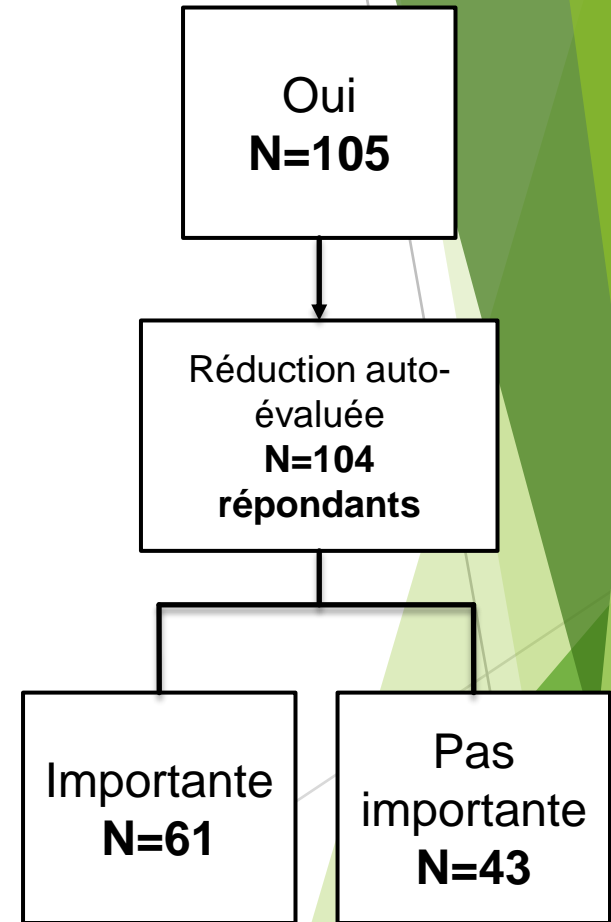 Oui
N=105
Réduction auto-
évaluée
N=104
répondants
Importante
N=61
Pas
importante
N=43